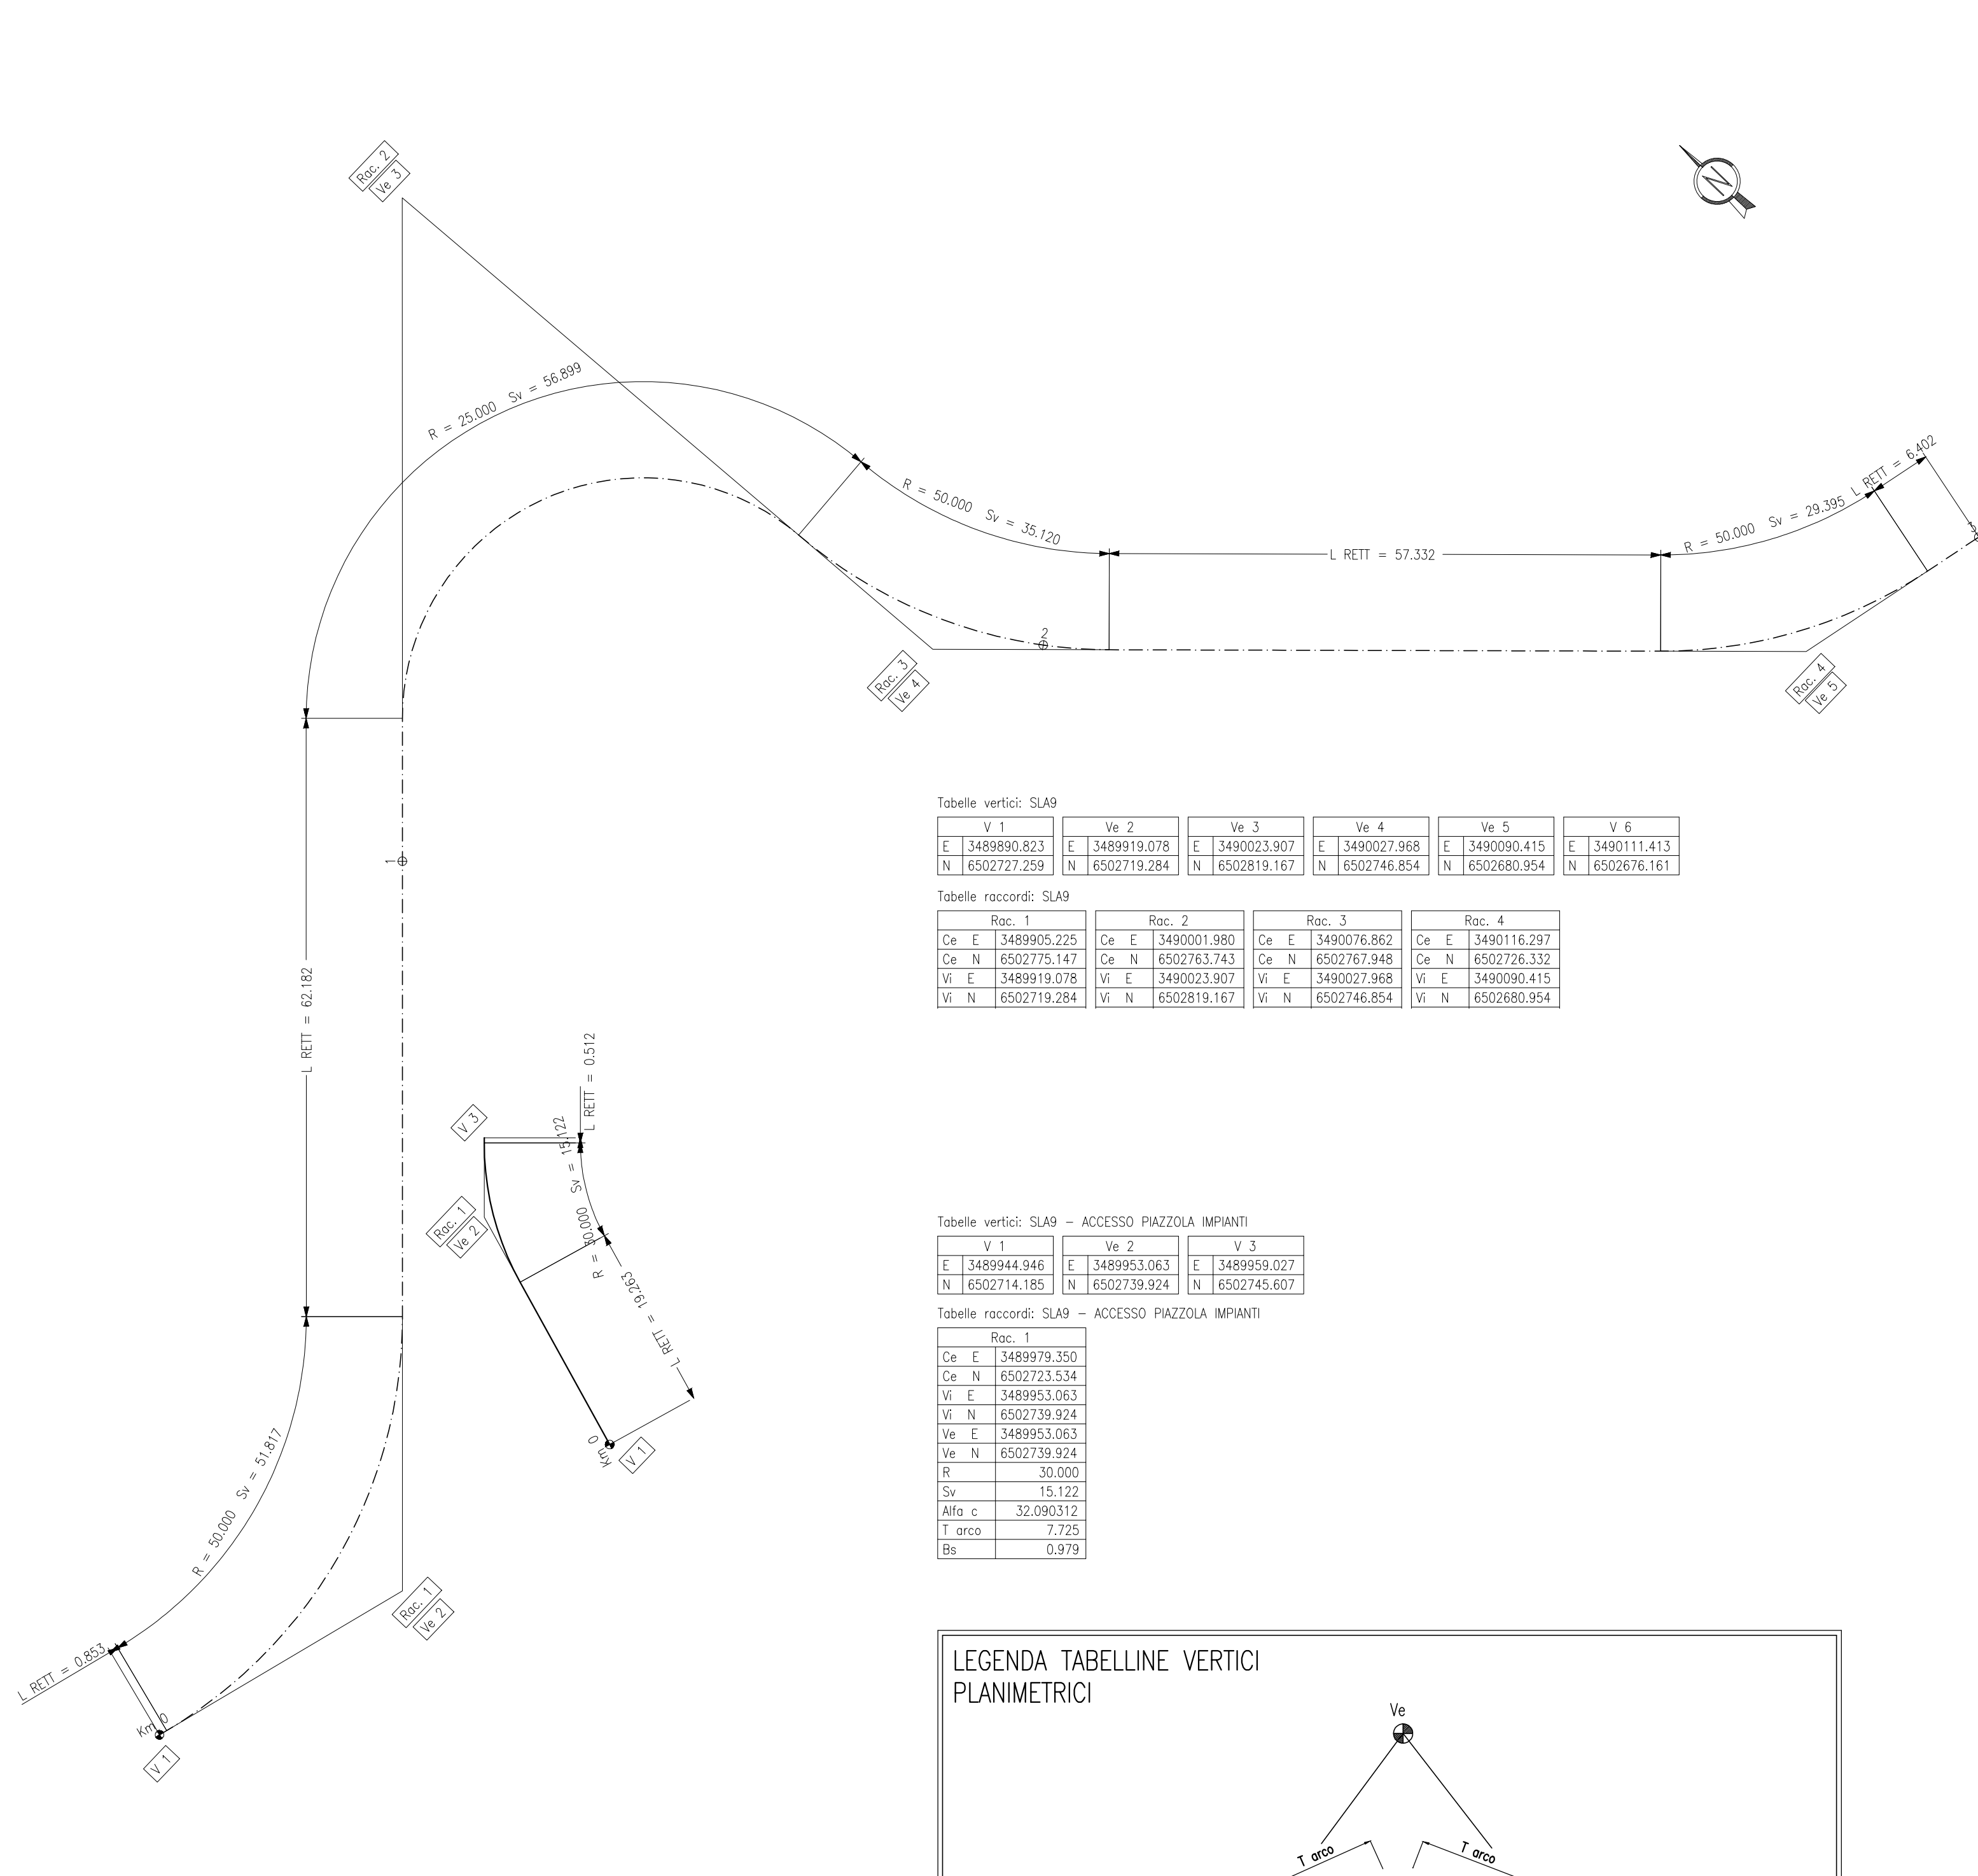 Rac. 2
Ve 3
N
R = 25.000 Sv = 56.899
R = 50.000 Sv = 35.120
L RETT = 57.332
R = 50.000 Sv = 29.395
L RETT = 6.402
3
2
Rac. 3
Ve 4
Rac. 4
Ve 5
1
L RETT = 62.182
Tabelle vertici: SLA9
V 1 Ve 2 Ve 3 Ve 4 Ve 5 V 6
E 3489890.823 E 3489919.078 E 3490023.907 E 3490027.968 E 3490090.415 E 3490111.413
N 6502727.259 N 6502719.284 N 6502819.167 N 6502746.854 N 6502680.954 N 6502676.161
Tabelle raccordi: SLA9
Rac. 1 Rac. 2 Rac. 3 Rac. 4
Ce E 3489905.225 Ce E 3490001.980 Ce E 3490076.862 Ce E 3490116.297
Ce N 6502775.147 Ce N 6502763.743 Ce N 6502767.948 Ce N 6502726.332
Vi E 3489919.078 Vi E 3490023.907 Vi E 3490027.968 Vi E 3490090.415
Vi N 6502719.284 Vi N 6502819.167 Vi N 6502746.854 Vi N 6502680.954
L RETT = 0.512
V 3
R = 30.000 Sv = 15.122
Rac. 1
Ve 2
L RETT = 19.263
Km 0
V 1
Tabelle vertici: SLA9 - ACCESSO PIAZZOLA IMPIANTI
V 1 Ve 2 V 3
E 3489944.946 E 3489953.063 E 3489959.027
N 6502714.185 N 6502739.924 N 6502745.607
Tabelle raccordi: SLA9 - ACCESSO PIAZZOLA IMPIANTI
Rac. 1
Ce E 3489979.350
Ce N 6502723.534
Vi E 3489953.063
Vi N 6502739.924
Ve E 3489953.063
Ve N 6502739.924
R 30.000
Sv 15.122
Alfa c 32.090312
T arco 7.725
Bs 0.979
R = 50.000 Sv = 51.817
Rac. 1
Ve 2
L RETT = 0.853
Km 0
V 1
LEGENDA TABELLINE VERTICI
PLANIMETRICI
Ve
T arco
T arco